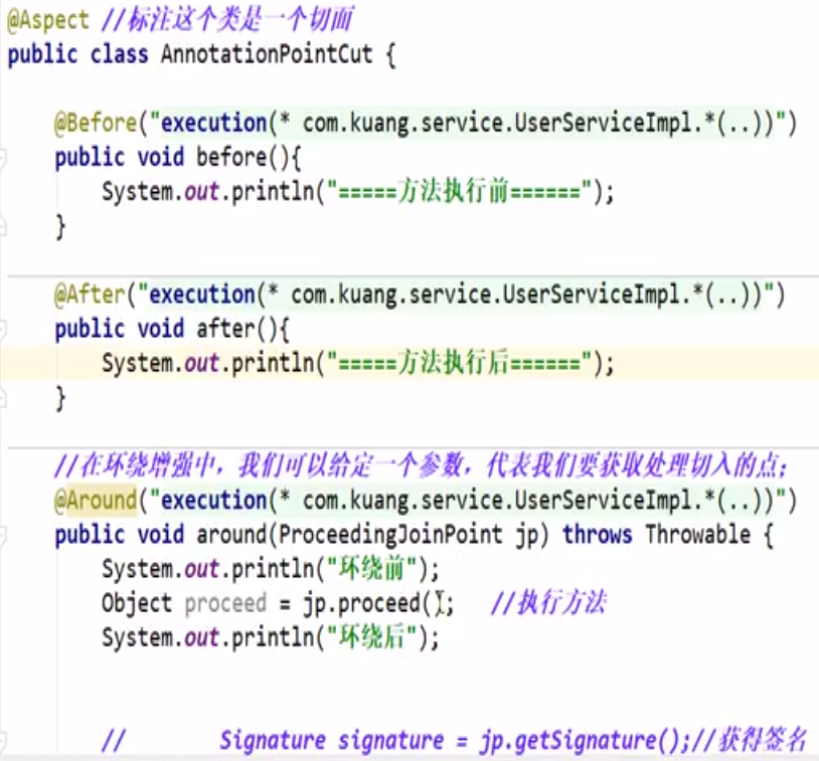 @Aspect //标注这个类是一个切面
public class AnnotationPointCut {
@Before("execution(* com.kuang.service.UserServiceImpl.*(..))")
public void before(){
System.out.println("=====方法执行前======");
}
@After("execution(* com.kuang.service.UserServiceImpl.*(..))")
public void after(){
System.out.println("=====方法执行后======");
}
//在环绕增强中，我们可以给定一个参数，代表我们要获取处理切入的点；
@Around("execution(* com.kuang.service.UserServiceImpl.*(..))")
public void around(ProceedingJoinPoint jp) throws Throwable {
System.out.println("环绕前");
Object proceed = jp.proceed(); //执行方法
System.out.println("环绕后");
// Signature signature = jp.getSignature();//获得签名